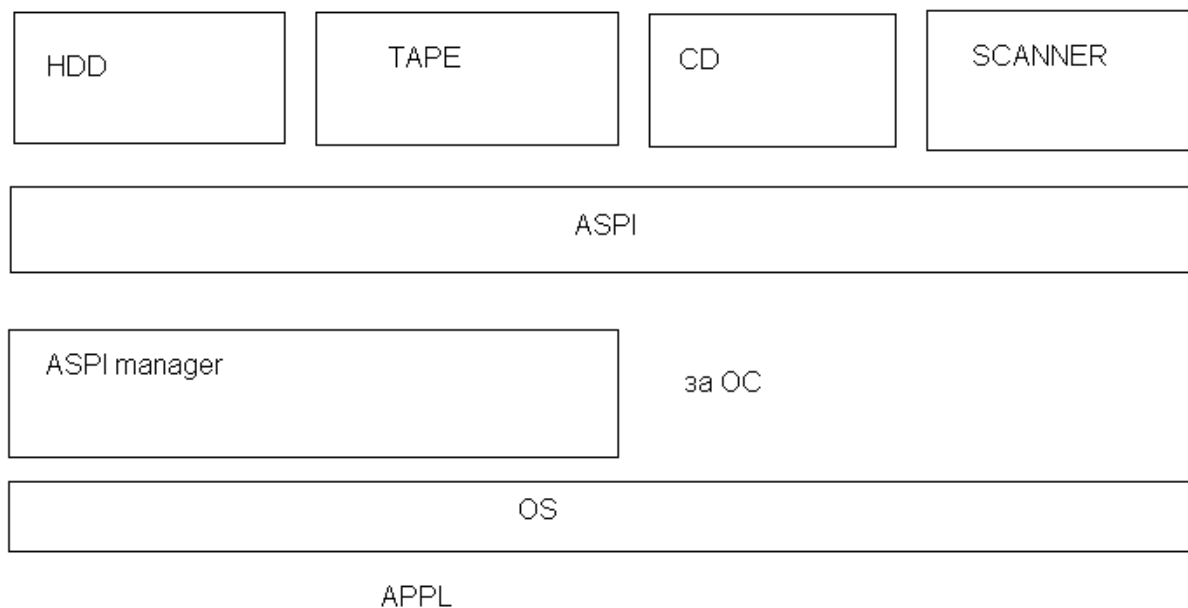 HDD TAPE CD SCANNER
ASPI
ASPI manager за ОС
OS
APPL